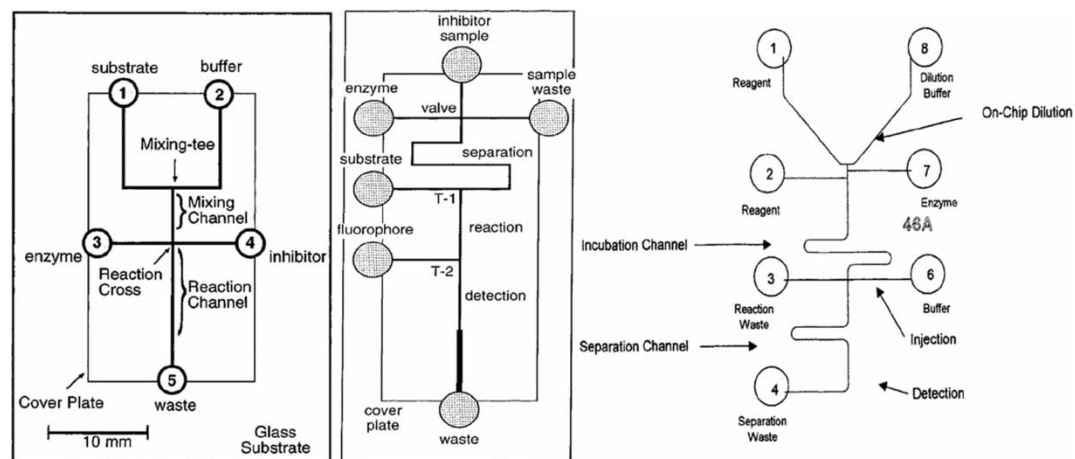 substrate
buffer
1
2
Mixing-tee
Mixing
Channel
3
4
enzyme
inhibitor
Reaction
Cross
Reaction
Channel
5
Cover Plate
waste
10 mm
Glass
Substrate
inhibitor
sample
enzyme
sample
waste
valve
separation
substrate
T-1
fluorophore
reaction
T-2
detection
cover
plate
waste
1
8
Reagent
Dilution
Buffer
On-Chip Dilution
2
7
Reagent
Enzyme
46A
Incubation Channel
3
6
Reaction
Waste
Buffer
Injection
Separation Channel
4
Detection
Separation
Waste